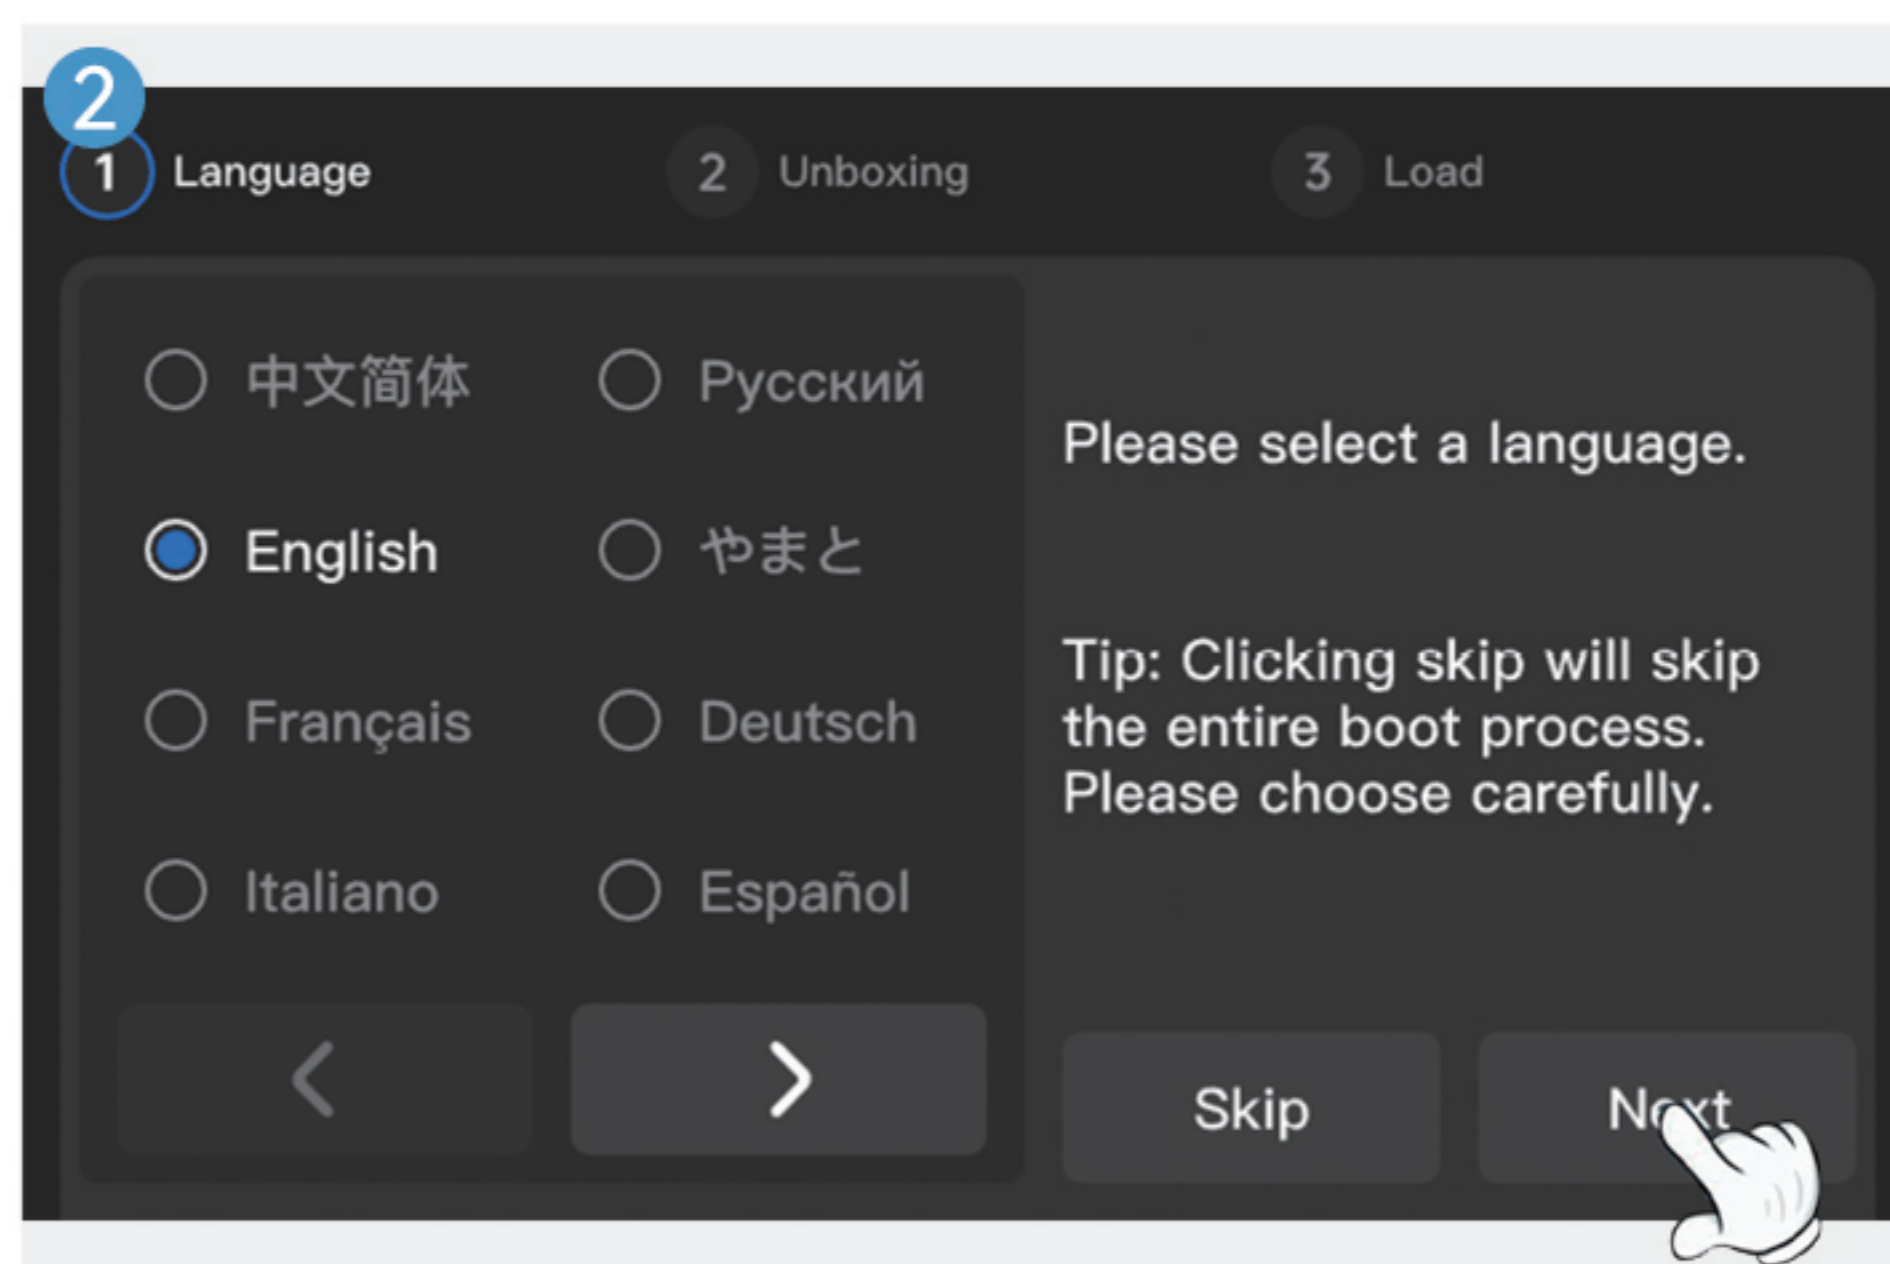 2
1 Language
2 Unboxing
3 Load
中文简体
Русский
English
やまと
Français
Deutsch
Italiano
Español
Please select a language.
Tip: Clicking skip will skip
the entire boot process.
Please choose carefully.
Skip
Next